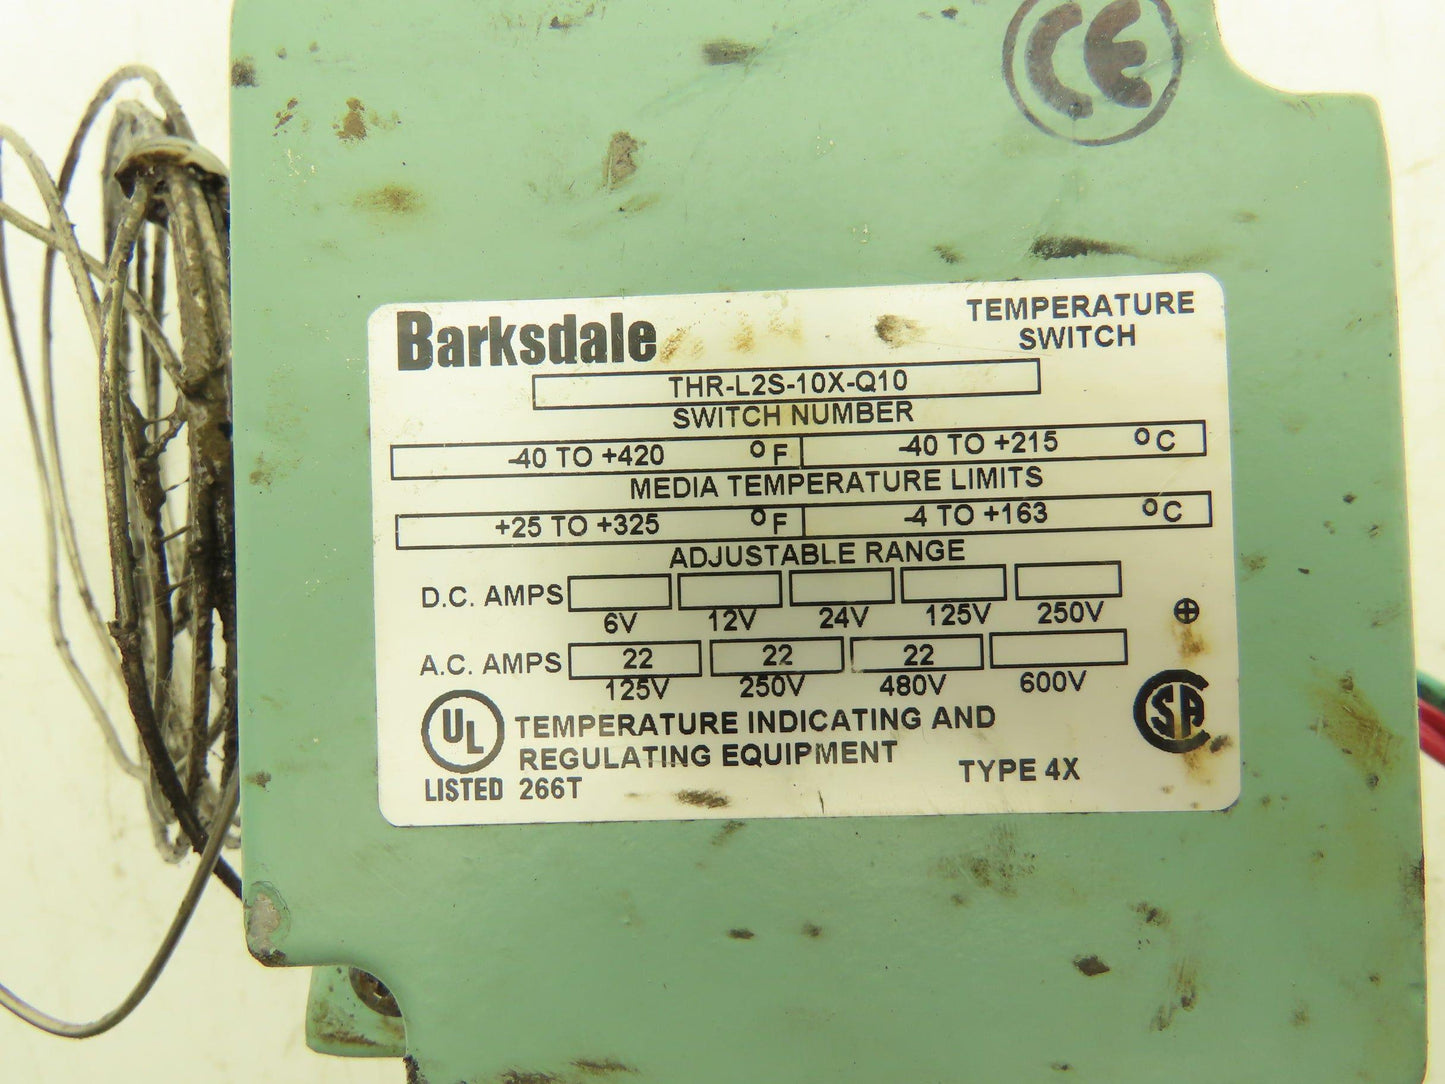 CE
Barksdale
TEMPERATURE
SWITCH
THR-L2S-10X-Q10
SWITCH NUMBER
-40 TO +420 °F -40 TO +215 °C
MEDIA TEMPERATURE LIMITS
+25 TO +325 °F -4 TO +163 °C
ADJUSTABLE RANGE
D.C. AMPS
6V 12V 24V 125V 250V
A.C. AMPS 22 22 22
125V 250V 480V 600V
UL
TEMPERATURE INDICATING AND
REGULATING EQUIPMENT
LISTED 266T
TYPE 4X
SA